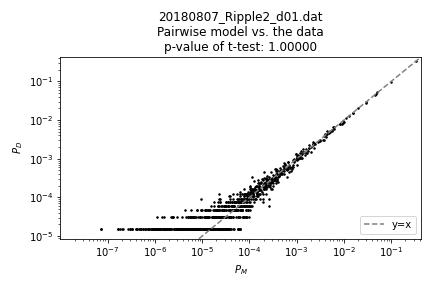 20180807_Ripple2_d01.dat
Pairwise model vs. the data
p-value of t-test: 1.00000
10⁻¹
10⁻²
10⁻³
10⁻⁴
10⁻⁵
P_D
10⁻⁷ 10⁻⁶ 10⁻⁵ 10⁻⁴ 10⁻³ 10⁻² 10⁻¹
P_M
y=x